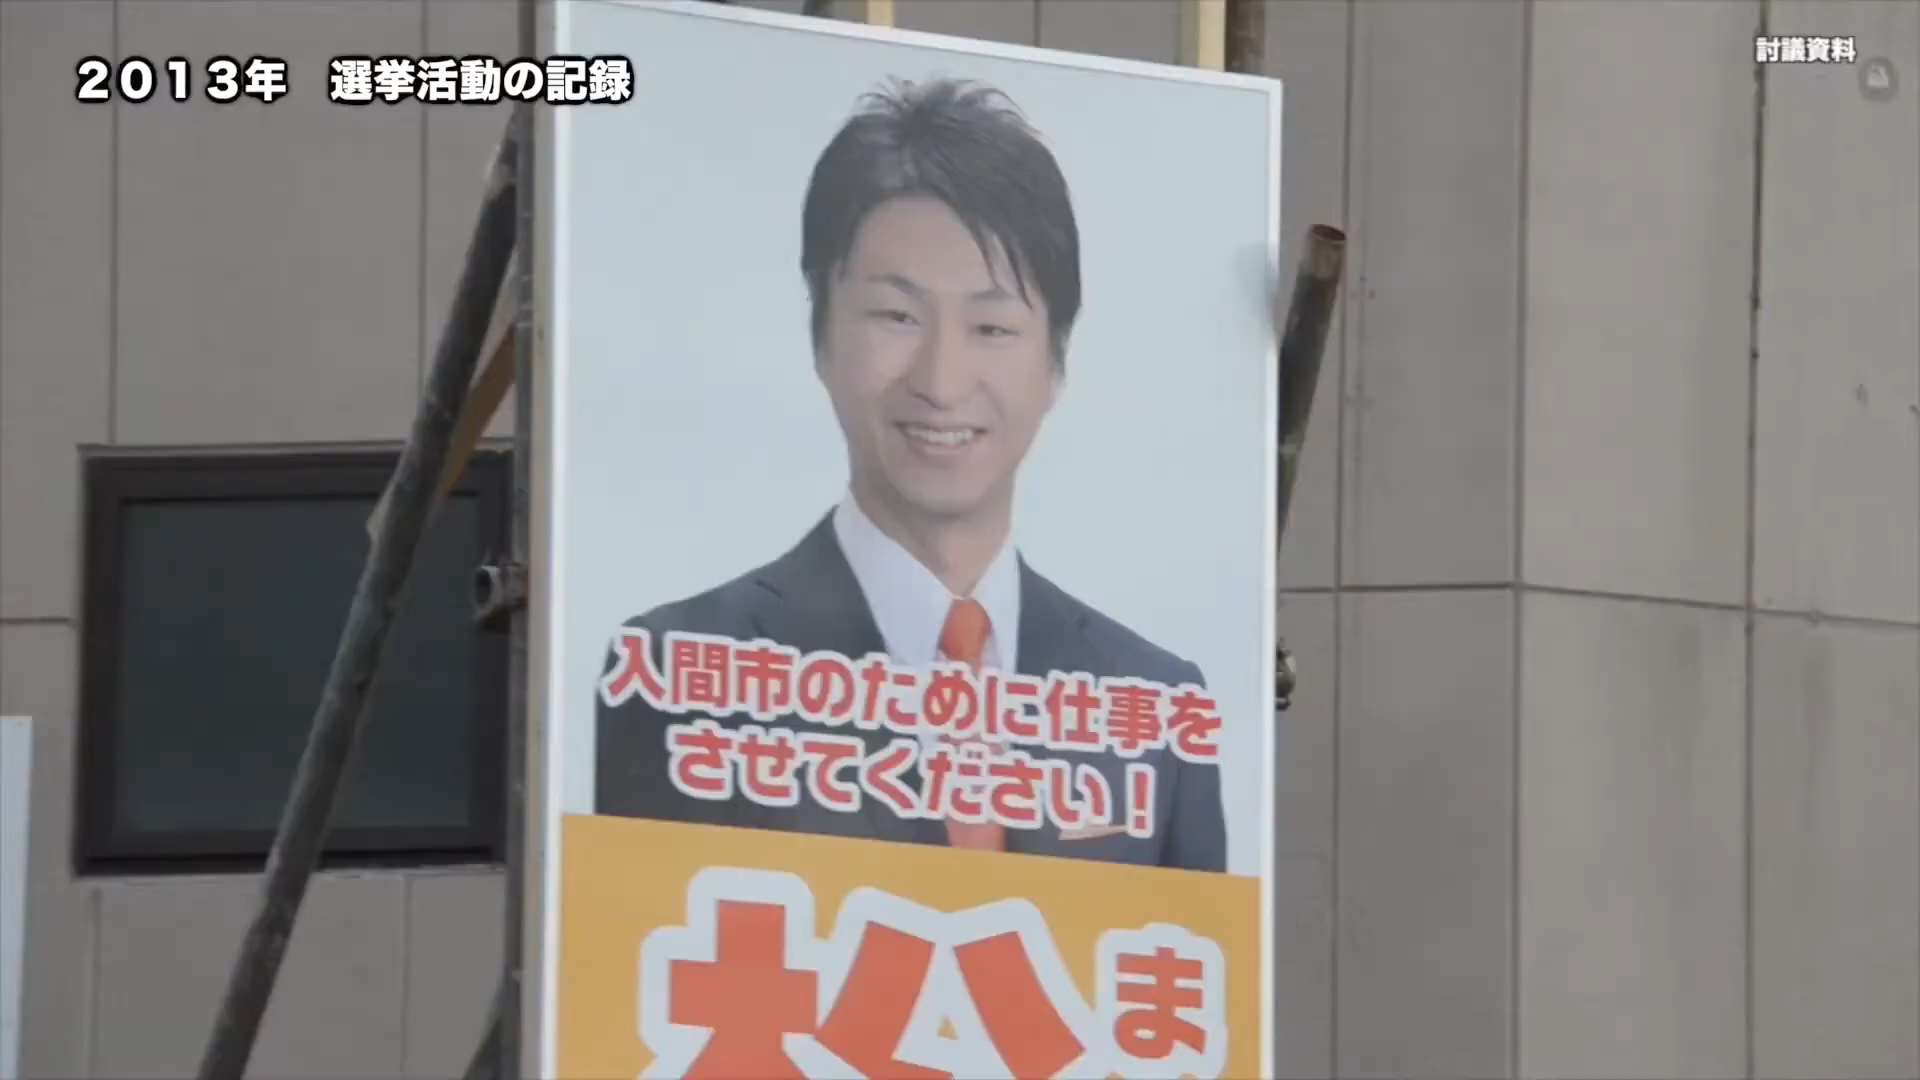 2013年　選挙活動の記録
討議資料
入間市のために仕事を
させてください！
松ま